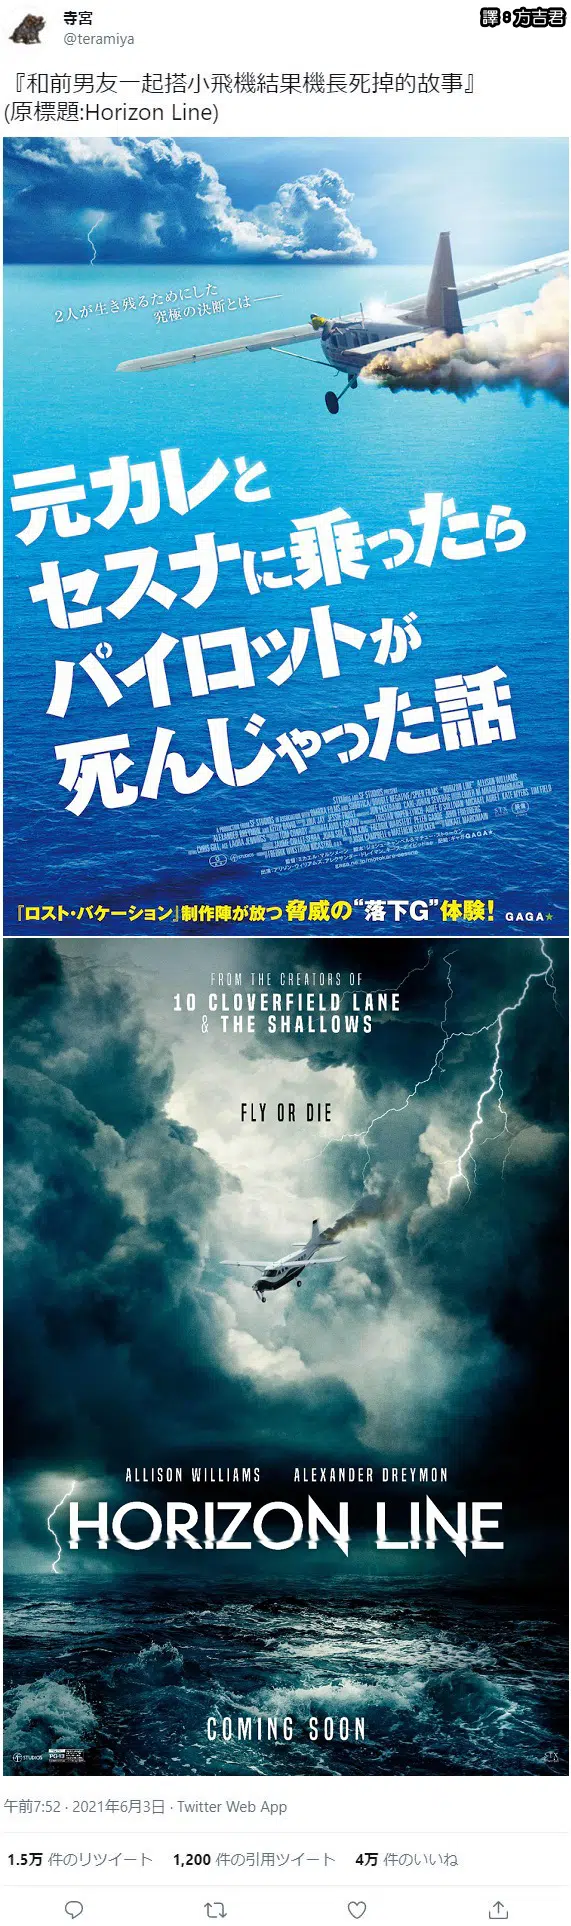 譯8方吉君
寺宮
@teramiya
『和前男友一起搭小飛機結果機長死掉的故事』
(原標題:Horizon Line)
2人が生き残るためにした
究極の決断とは——
元カレと
セスナに乗ったら
パイロットが
死んじゃった話
『ロスト・バケーション』制作陣が放つ 脅威の“落下G”体験! GAGA★
FROM THE CREATORS OF
10 CLOVERFIELD LANE
& THE SHALLOWS
FLY OR DIE
ALLISON WILLIAMS ALEXANDER DREYMON
HORIZON LINE
COMING SOON
STUDIOS PG-13 STX
午前7:52 · 2021年6月3日 · Twitter Web App
1.5万 件のリツイート 1,200 件の引用ツイート 4万 件のいいね